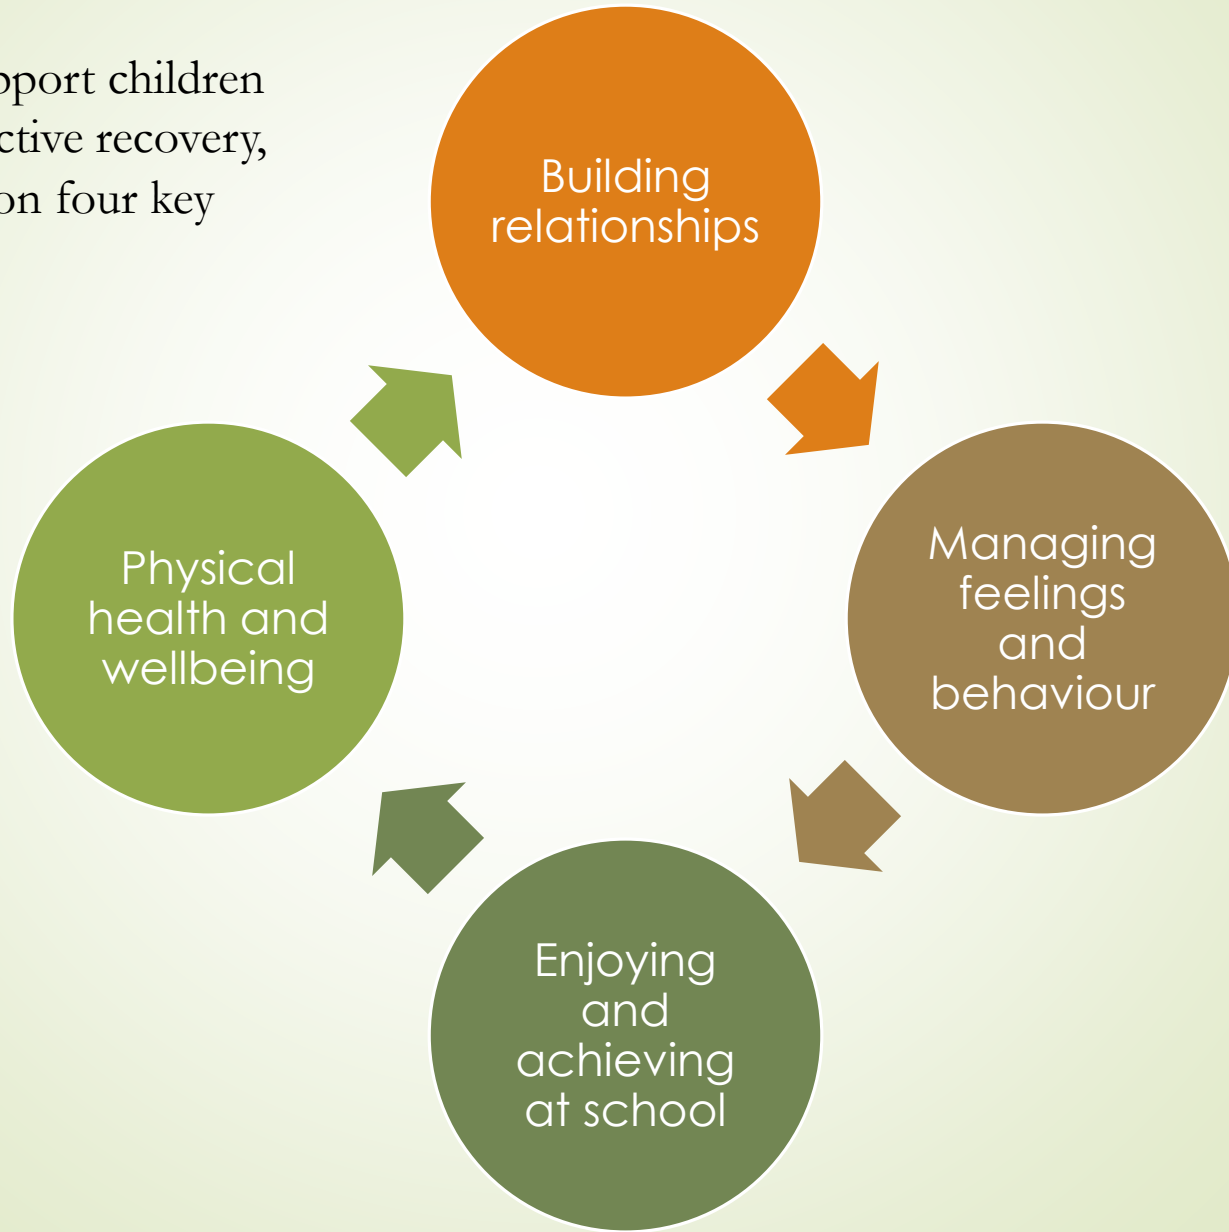 pport children
ctive recovery,
on four key
Building
relationships
Managing
feelings
and
behaviour
Enjoying
and
achieving
at school
Physical
health and
wellbeing